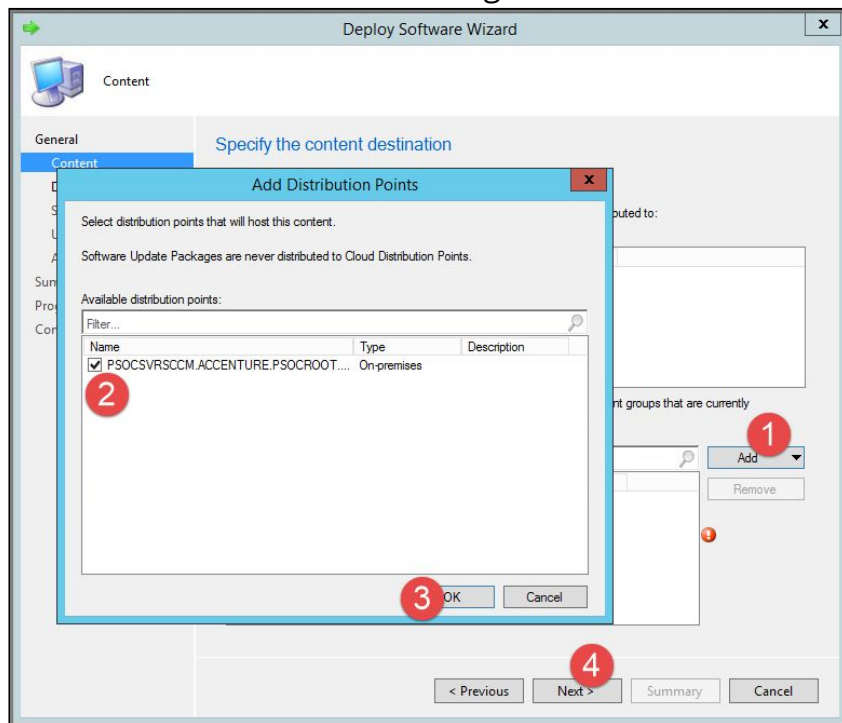 Deploy Software Wizard
x
Content
General
Content
Specify the content destination
Add Distribution Points
x
Select distribution points that will host this content.
Software Update Packages are never distributed to Cloud Distribution Points.
Available distribution points:
Filter...
Name Type Description
PSOCSVRSCCM.ACCENTURE.PSOCROOT.... On-premises
2
buted to:
nt groups that are currently
1
Add
Remove
3
OK Cancel
4
< Previous Next > Summary Cancel